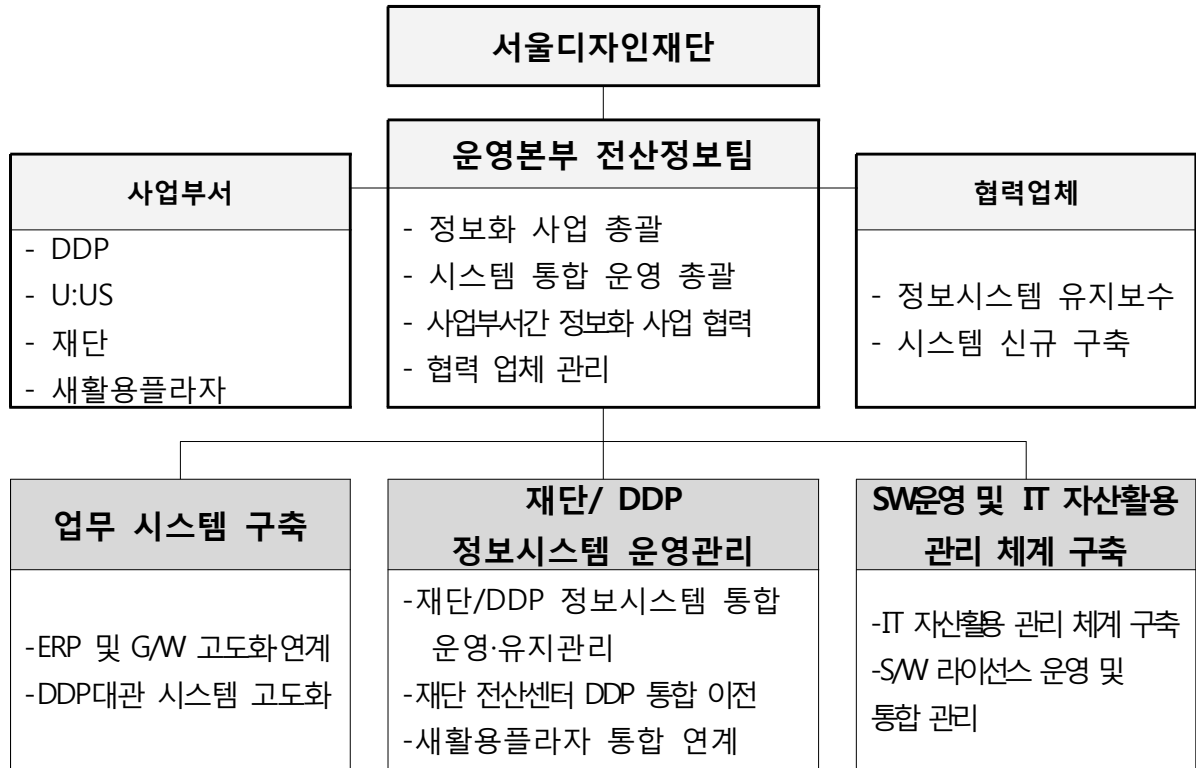 서울디자인재단
운영본부 전산정보팀
- 정보화 사업 총괄
- 시스템 통합 운영 총괄
- 사업부서간 정보화 사업 협력
- 협력 업체 관리
사업부서
- DDP
- U:US
- 재단
- 새활용플라자
협력업체
- 정보시스템 유지보수
- 시스템 신규 구축
업무 시스템 구축
-ERP 및 G/W 고도화·연계
-DDP대관 시스템 고도화
재단/ DDP
정보시스템 운영관리
-재단/DDP 정보시스템 통합
운영·유지관리
-재단 전산센터 DDP 통합 이전
-새활용플라자 통합 연계
SW운영 및 IT 자산활용
관리 체계 구축
-IT 자산활용 관리 체계 구축
-S/W 라이선스 운영 및
통합 관리